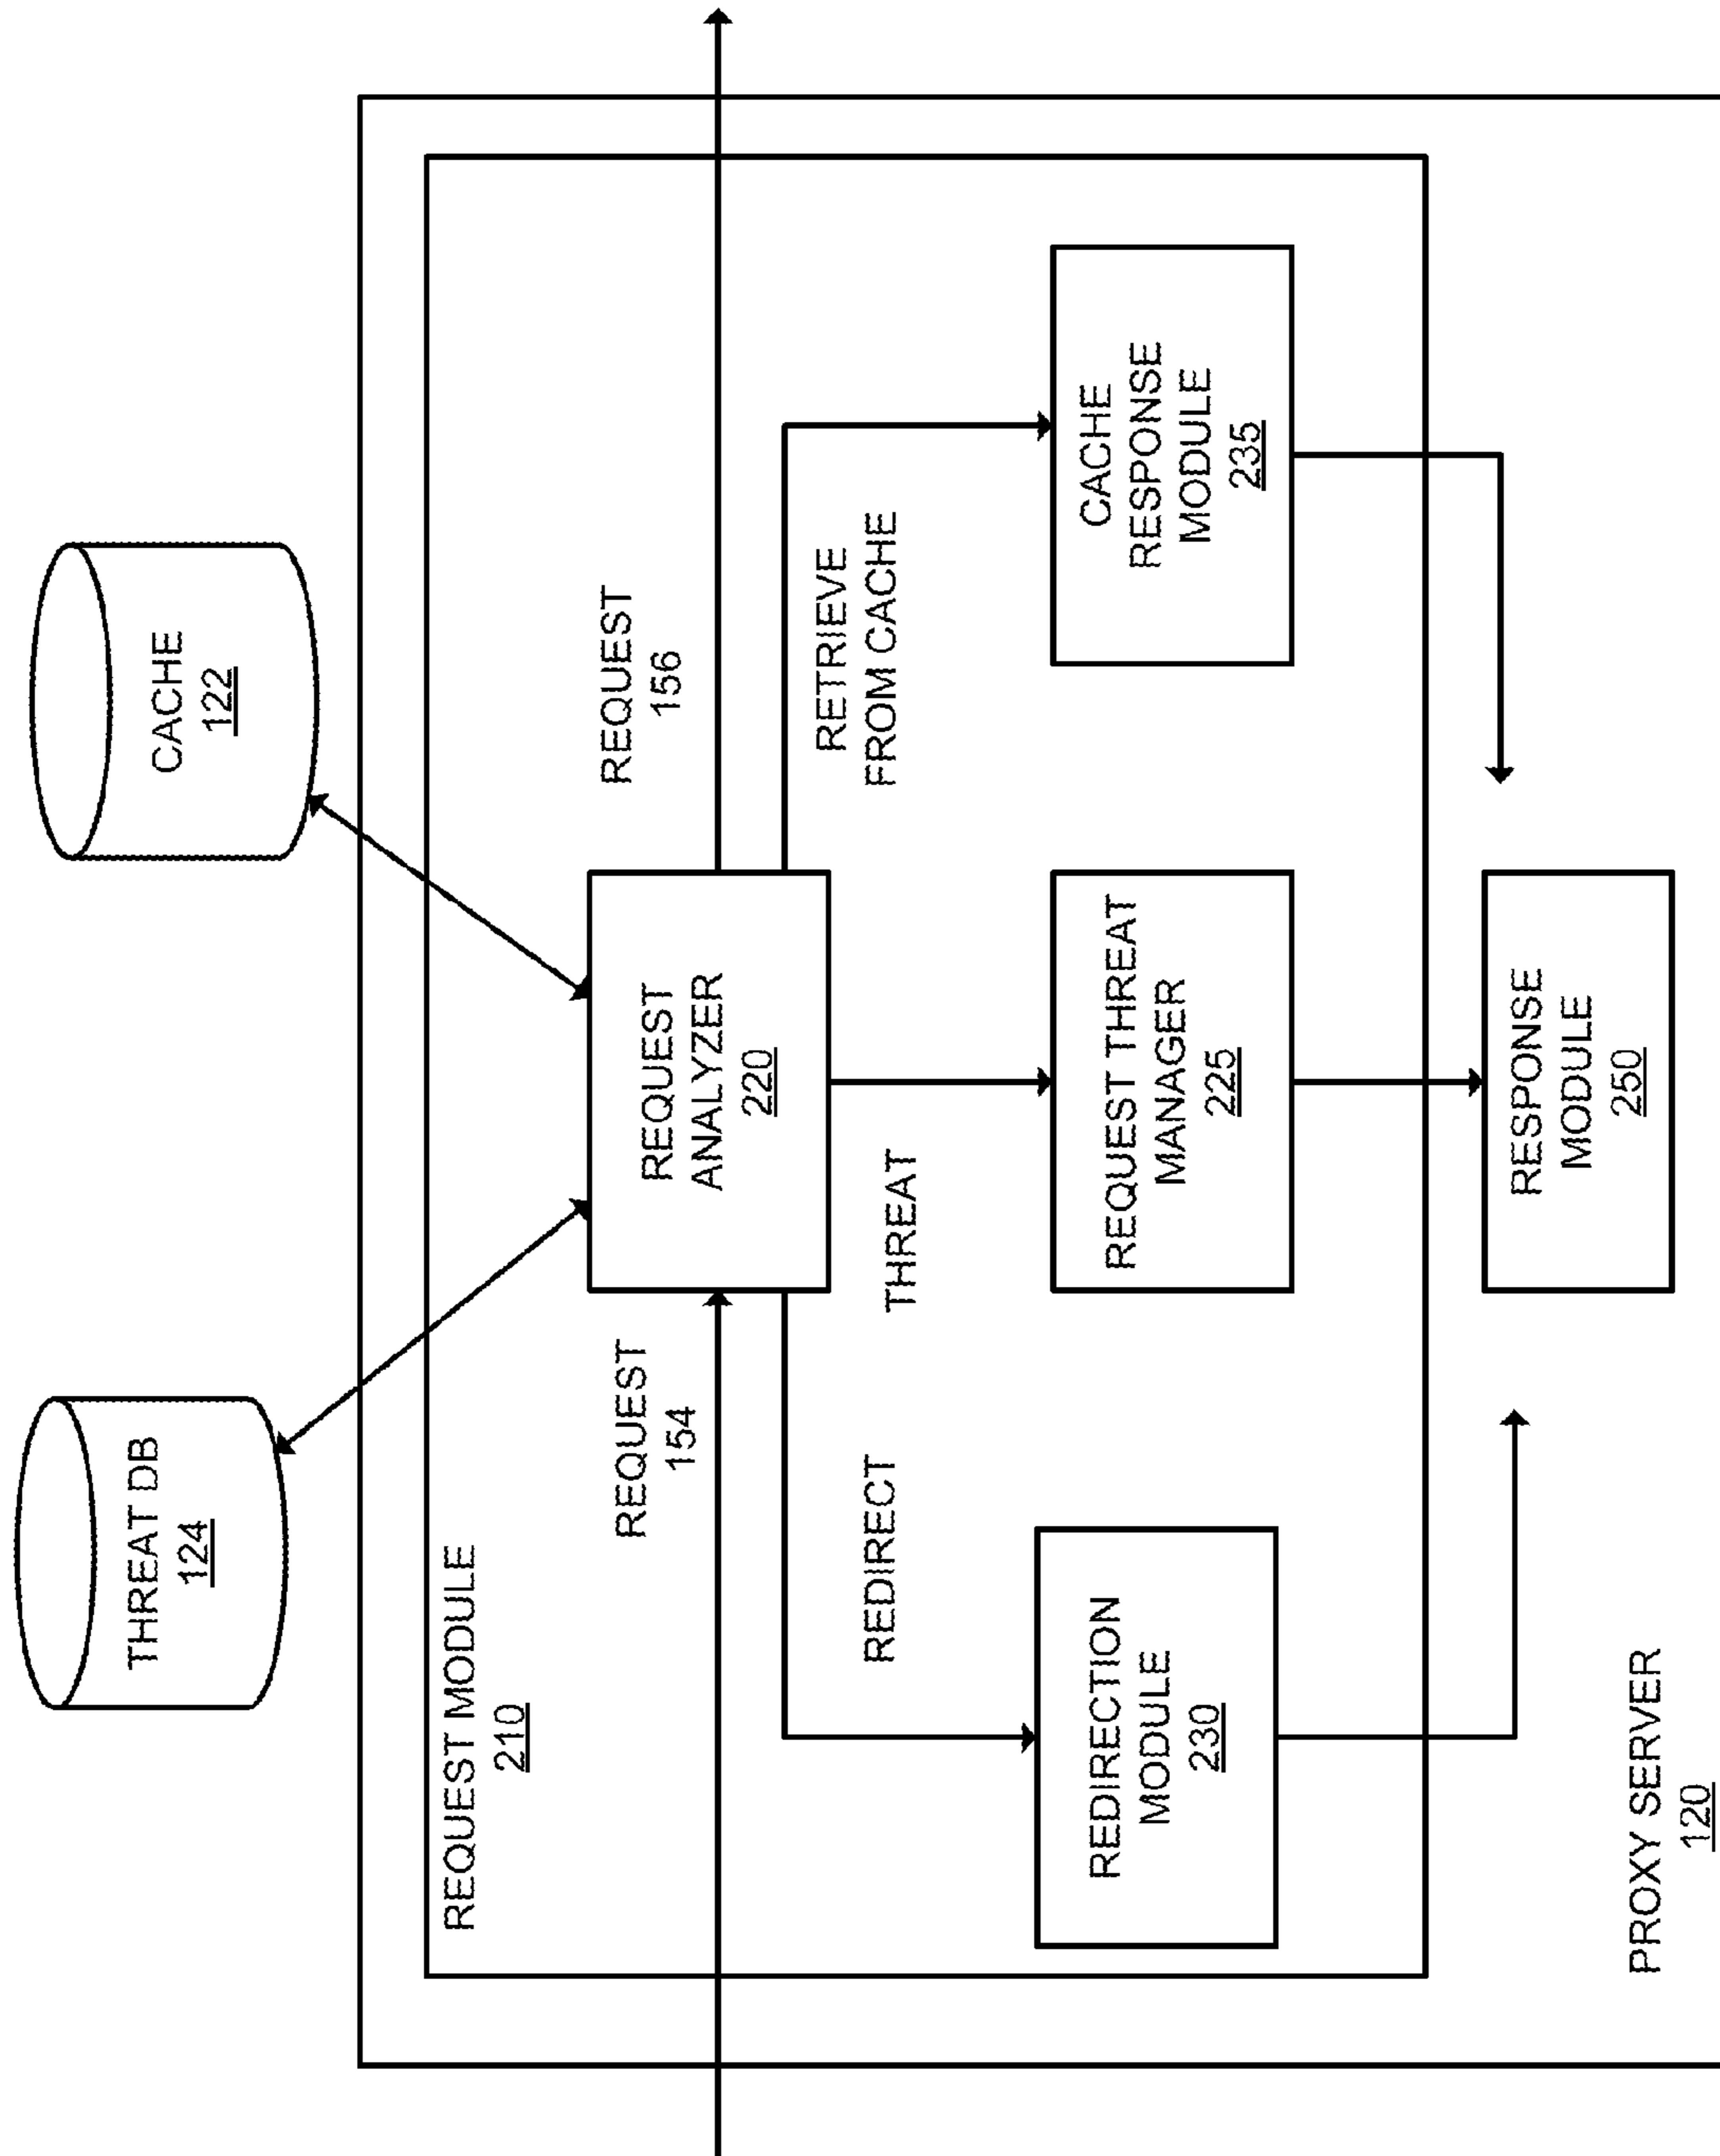 THREAT DB
124
CACHE
122
REQUEST MODULE
210
REQUEST
154
REQUEST
156
REQUEST
ANALYZER
220
REDIRECT
THREAT
RETRIEVE
FROM CACHE
REDIRECTION
MODULE
230
REQUEST THREAT
MANAGER
225
CACHE
RESPONSE
MODULE
235
RESPONSE
MODULE
250
PROXY SERVER
120